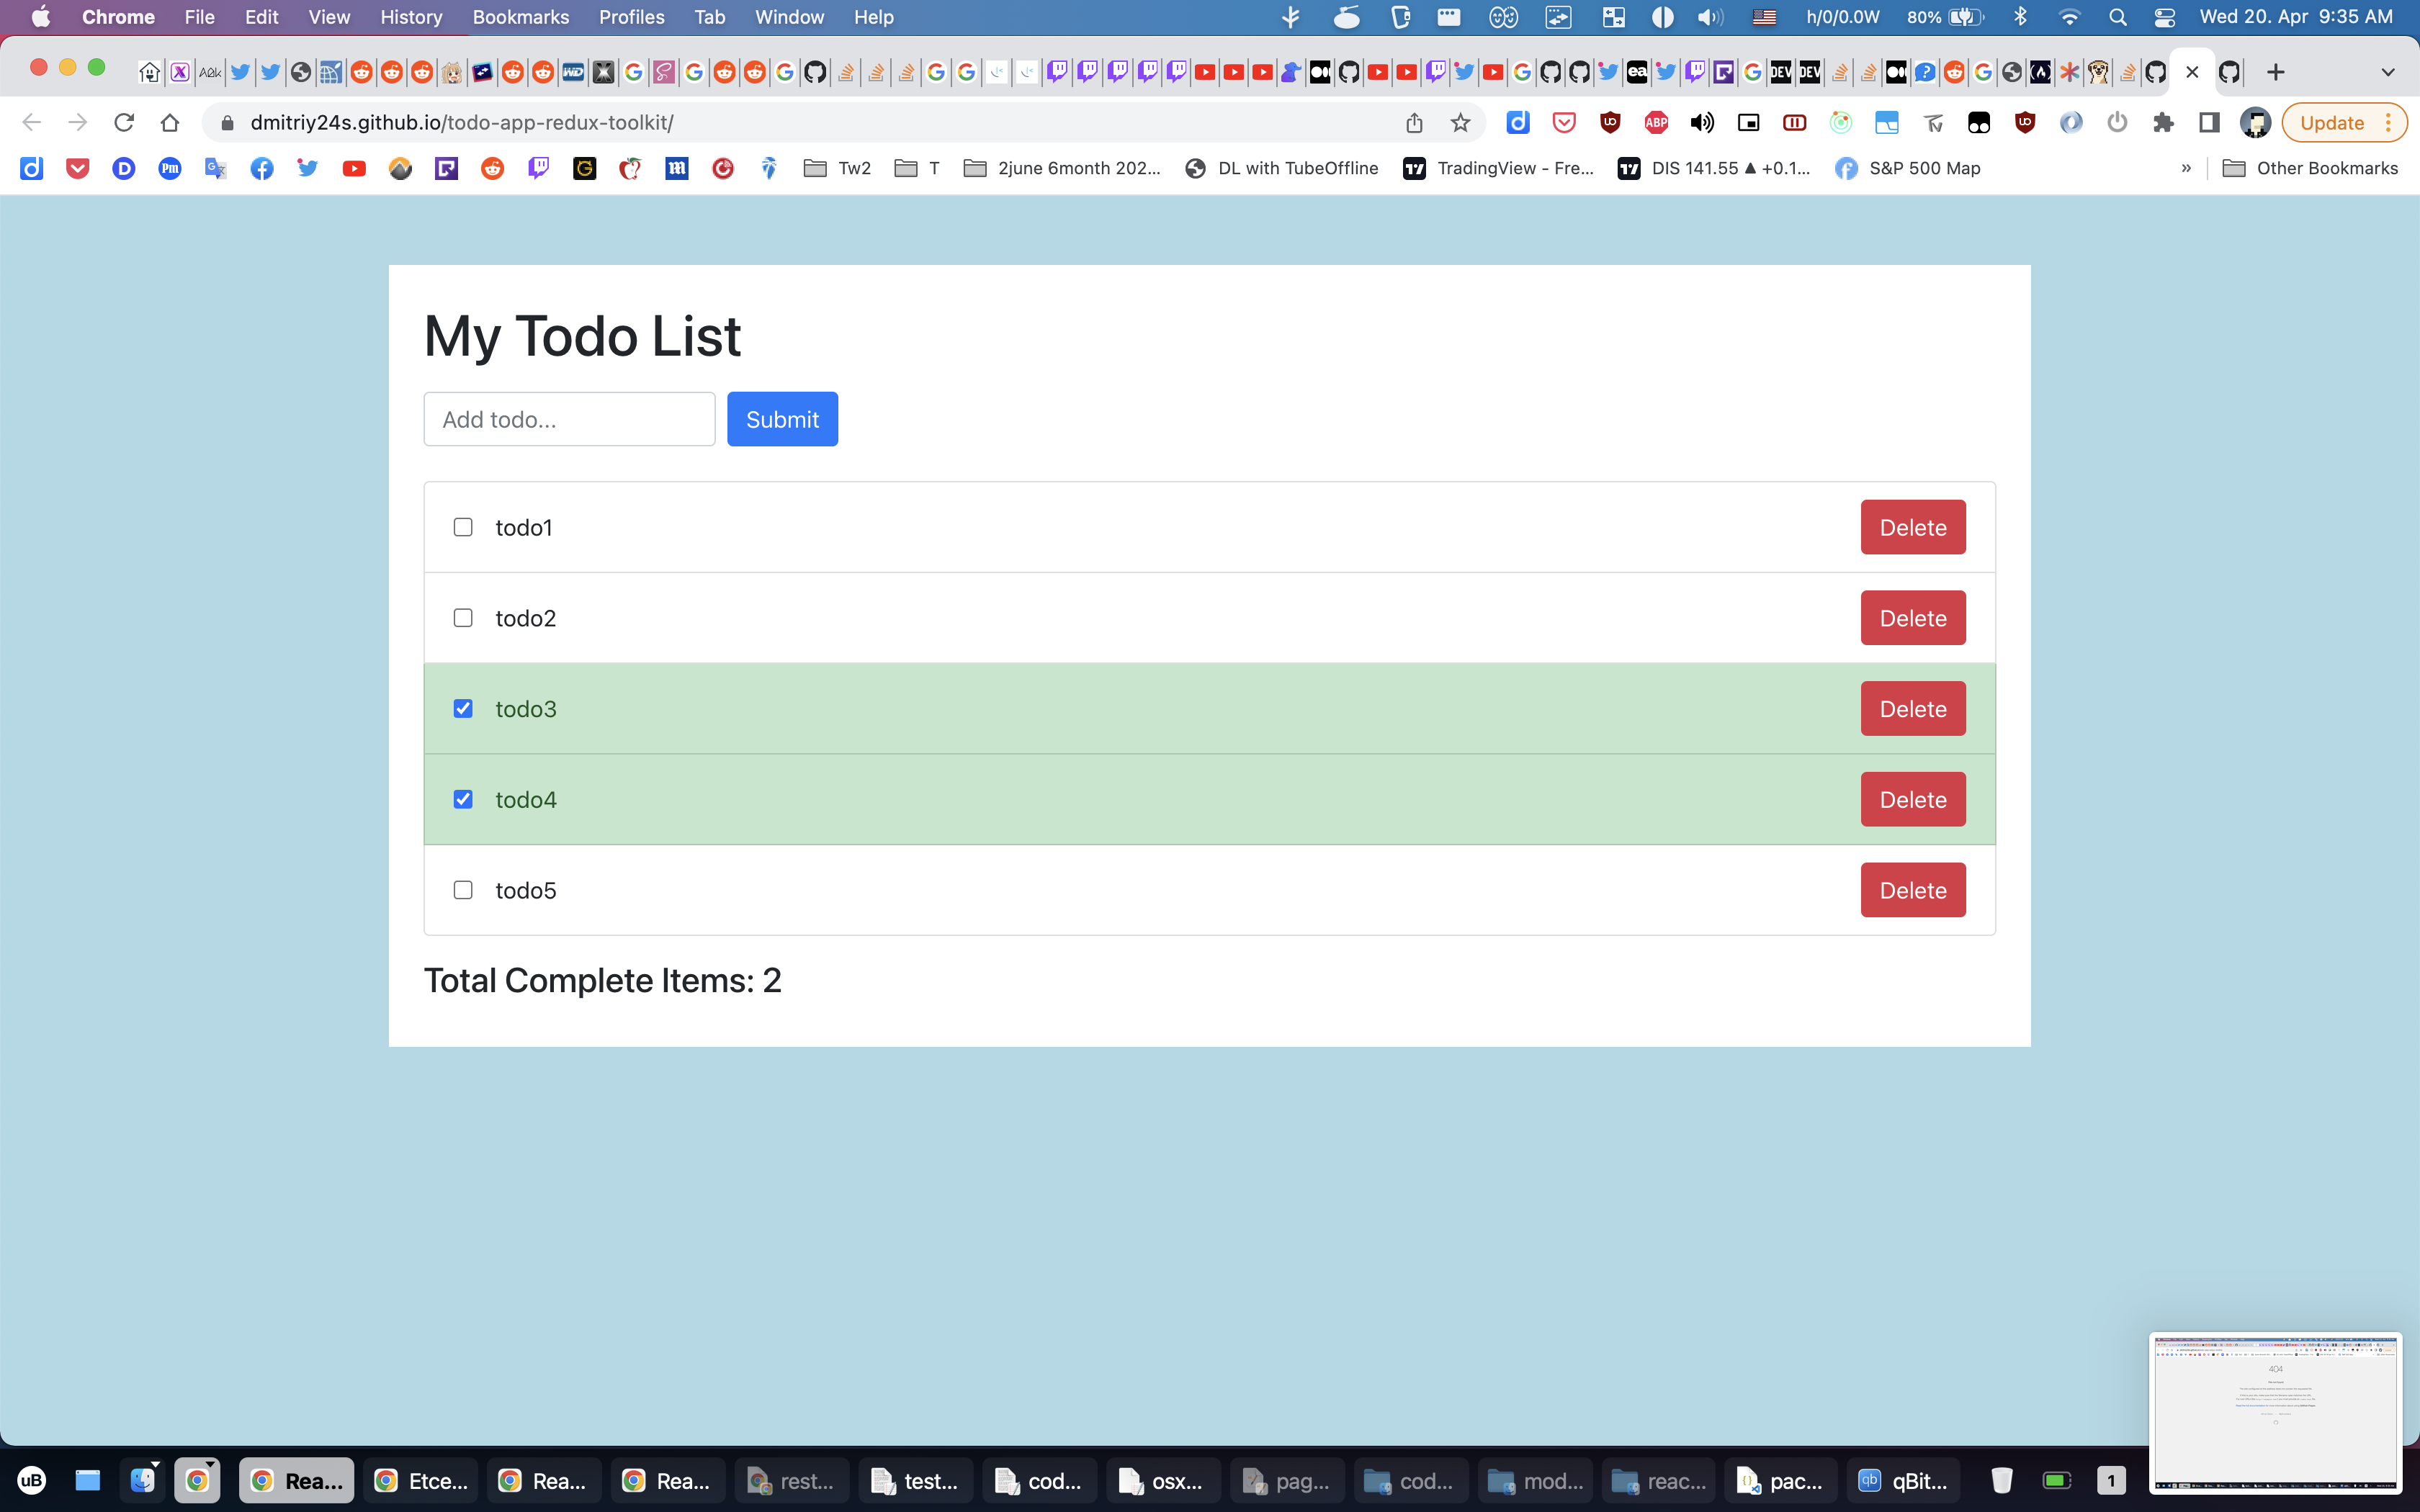 Chrome File Edit View History Bookmarks Profiles Tab Window Help h/0/0.0W 80% Wed 20. Apr 9:35 AM
dmitriy24s.github.io/todo-app-redux-toolkit/ Update
Tw2 T 2june 6month 202... DL with TubeOffline TradingView - Fre... DIS 141.55 ▲ +0.1... S&P 500 Map » Other Bookmarks
My Todo List
Add todo... Submit
todo1 Delete
todo2 Delete
todo3 Delete
todo4 Delete
todo5 Delete
Total Complete Items: 2
404
uB Rea... Etce... Rea... Rea... rest... test... cod... osx... pag... cod... mod... reac... pac... qb qBit... 1